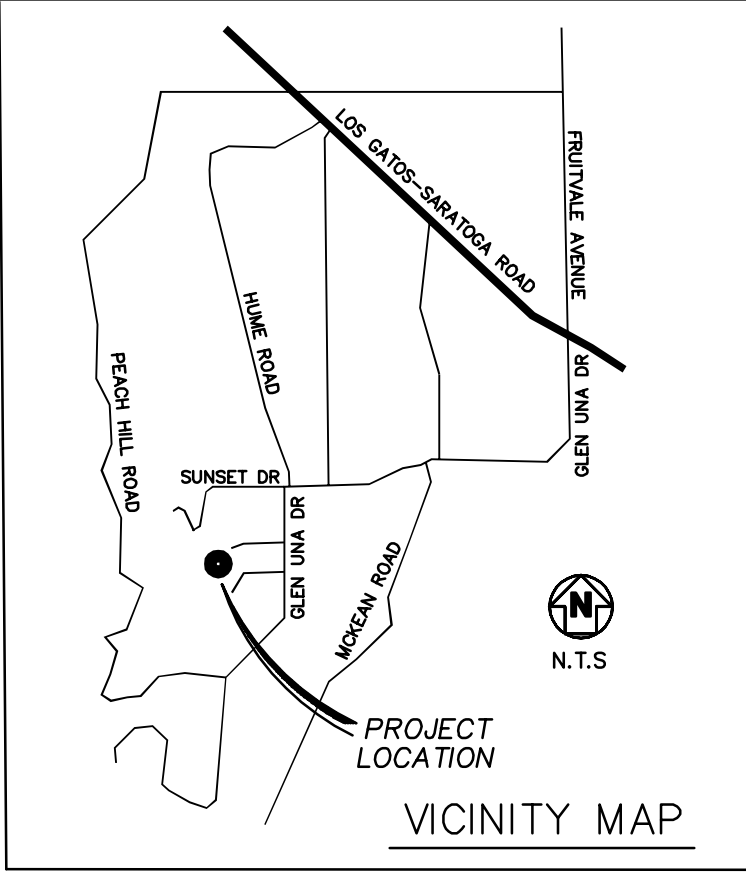 LOS GATOS-SARATOGA ROAD
FRUITVALE AVENUE
HUME ROAD
PEACH HILL ROAD
GLEN UNA DR
SUNSET DR
GLEN UNA DR
MCKEAN ROAD
N
N.T.S
PROJECT
LOCATION
VICINITY MAP